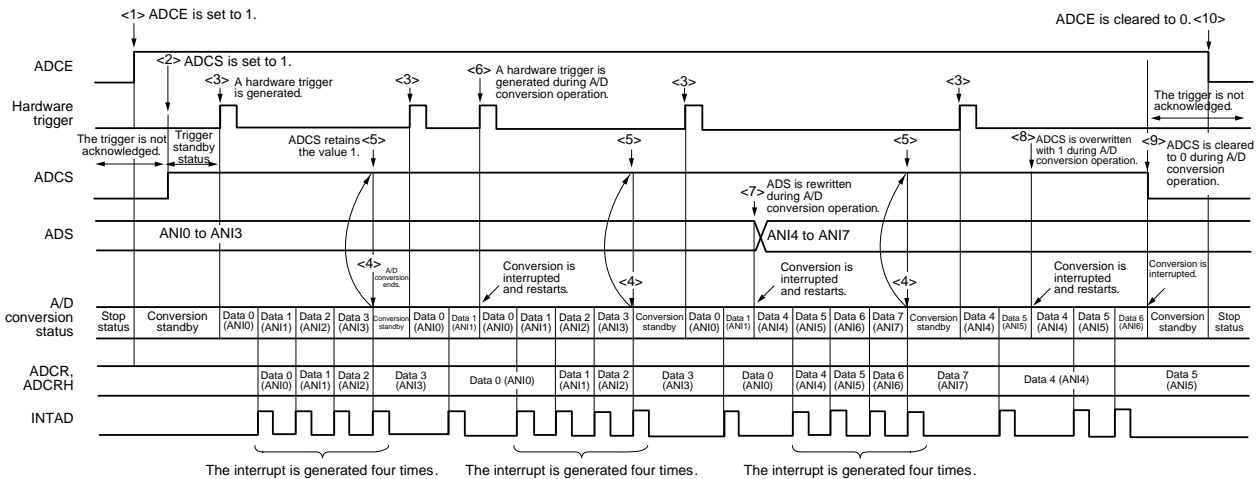 <1> ADCE is set to 1.
ADCE is cleared to 0. <10>
ADCE
<2> ADCS is set to 1.
<3> A hardware trigger
is generated.
<3>
<6> A hardware trigger is
generated during A/D
conversion operation.
<3>
<3>
The trigger is not
acknowledged.
Hardware
trigger
The trigger is not
acknowledged.
Trigger
standby
status
ADCS retains <5>
the value 1.
<5>
<5>
<8> ADCS is overwritten
with 1 during A/D
conversion operation.
<9> ADCS is cleared
to 0 during A/D
conversion
operation.
ADCS
<7> ADS is rewritten
during A/D
conversion operation.
ADS
ANI0 to ANI3
ANI4 to ANI7
<4> A/D
conversion
ends.
Conversion is
interrupted
and restarts.
<4>
Conversion is
interrupted
and restarts.
<4>
Conversion is
interrupted
and restarts.
Conversion is
interrupted.
A/D
conversion
status
Stop
status
Conversion
standby
Data 0
(ANI0)
Data 1
(ANI1)
Data 2
(ANI2)
Data 3
(ANI3)
Conversion
standby
Data 0
(ANI0)
Data 1
(ANI1)
Data 0
(ANI0)
Data 1
(ANI1)
Data 2
(ANI2)
Data 3
(ANI3)
Conversion
standby
Data 0
(ANI0)
Data 1
(ANI1)
Data 4
(ANI4)
Data 5
(ANI5)
Data 6
(ANI6)
Data 7
(ANI7)
Conversion
standby
Data 4
(ANI4)
Data 5
(ANI5)
Data 4
(ANI4)
Data 5
(ANI5)
Data 6
(ANI6)
Conversion
standby
Stop
status
ADCR,
ADCRH
Data 0
(ANI0)
Data 1
(ANI1)
Data 2
(ANI2)
Data 3
(ANI3)
Data 0 (ANI0)
Data 1
(ANI1)
Data 2
(ANI2)
Data 3
(ANI3)
Data 0
(ANI0)
Data 4
(ANI4)
Data 5
(ANI5)
Data 6
(ANI6)
Data 7
(ANI7)
Data 4 (ANI4)
Data 5
(ANI5)
INTAD
The interrupt is generated four times.
The interrupt is generated four times.
The interrupt is generated four times.